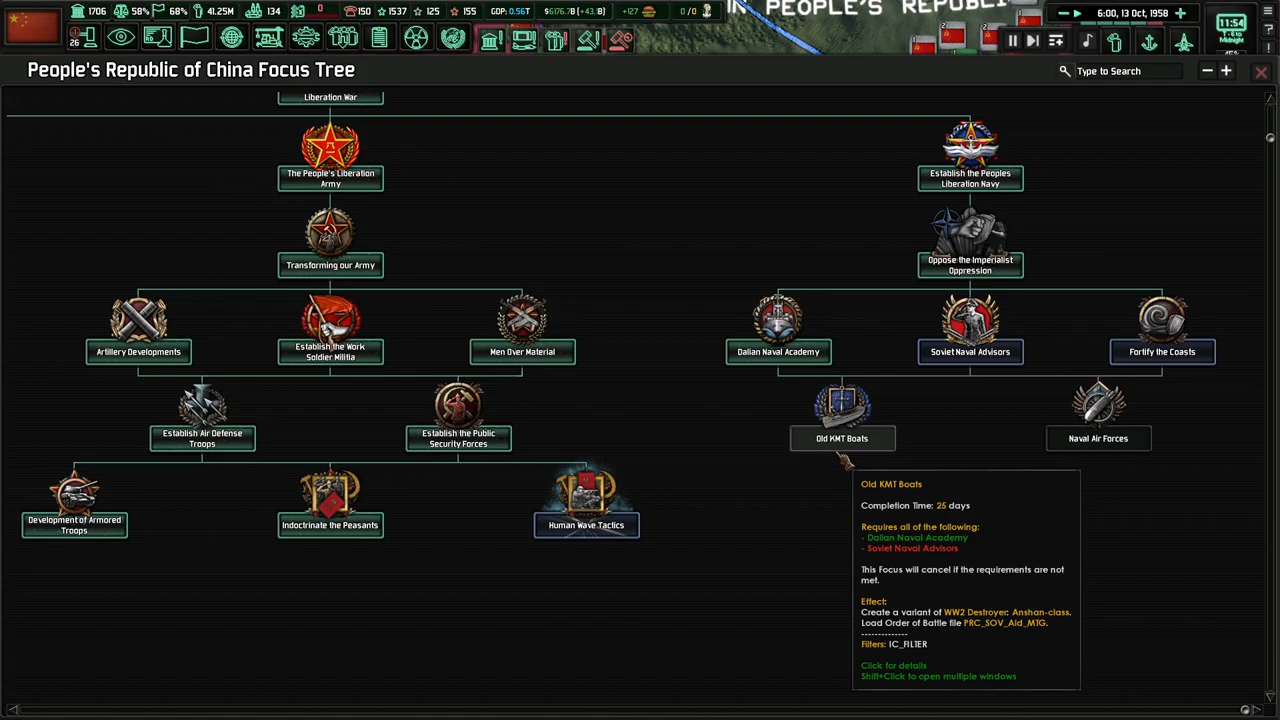 1706
58%
68%
41.25M
134
0
150
1537
125
155
GDP: 0.56T
$6176.7B (+43.1B)
+127
0/0
IN PEOPLE'S REPUBLI
6:00, 13 Oct, 1958
11:54
26
People's Republic of China Focus Tree
Type to Search
Liberation War
The People's Liberation
Army
Establish the Peoples
Liberation Navy
Transforming our Army
Oppose the Imperialist
Oppression
Artillery Developments
Establish the Work
Soldier Militia
Men Over Material
Dalian Naval Academy
Soviet Naval Advisors
Fortify the Coasts
Establish Air Defense
Troops
Establish the Public
Security Forces
Old KMT Boats
Naval Air Forces
Development of Armored
Troops
Indoctrinate the Peasants
Human Wave Tactics
Old KMT Boats
Completion Time: 25 days
Requires all of the following:
- Dalian Naval Academy
- Soviet Naval Advisors
This Focus will cancel if the requirements are not
met.
Effect:
Create a variant of WW2 Destroyer: Anshan-class.
Load Order of Battle file PRC_SOV_Aid_MTG.
--------------
Filters: IC_FILTER
Click for details
Shift+Click to open multiple windows